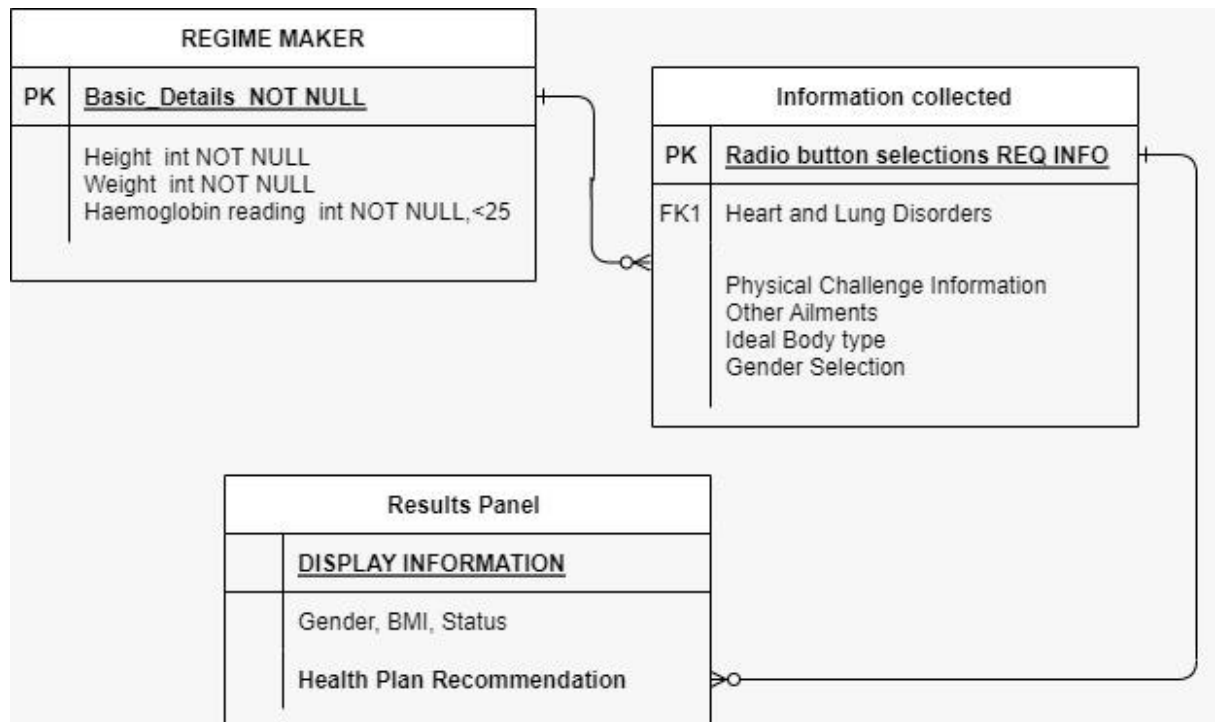 REGIME MAKER
PK Basic_Details NOT NULL
Height int NOT NULL
Weight int NOT NULL
Haemoglobin reading int NOT NULL,<25
Information collected
PK Radio button selections REQ INFO
FK1 Heart and Lung Disorders
Physical Challenge Information
Other Ailments
Ideal Body type
Gender Selection
Results Panel
DISPLAY INFORMATION
Gender, BMI, Status
Health Plan Recommendation